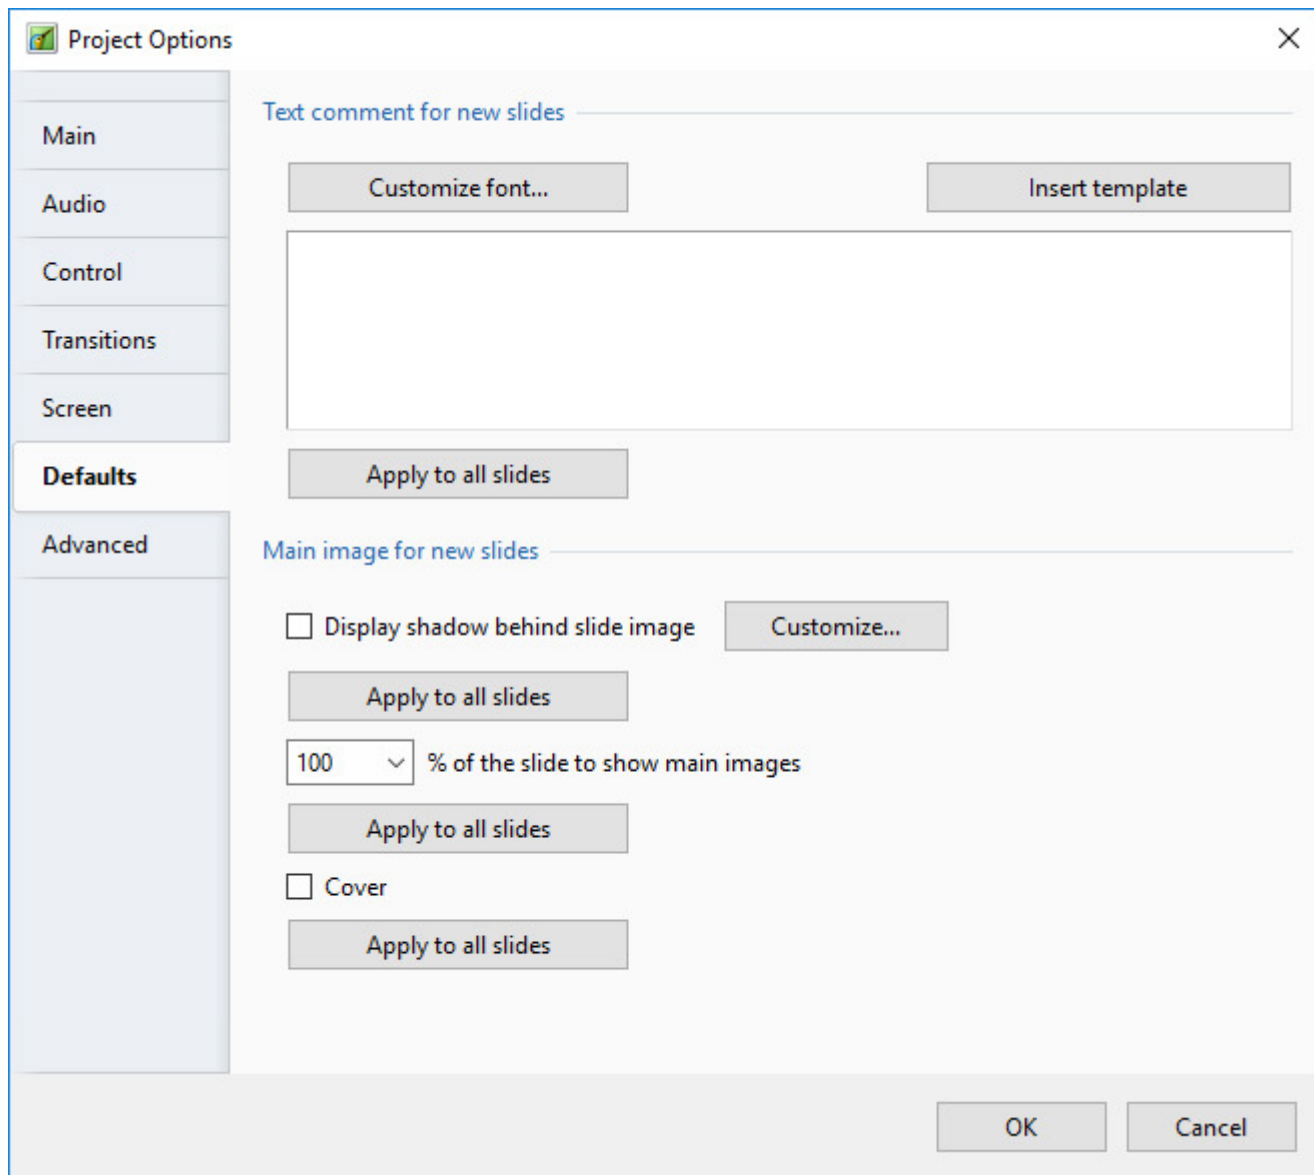 Project Options
Main
Audio
Control
Transitions
Screen
Defaults
Advanced
Text comment for new slides
Customize font... Insert template
Apply to all slides
Main image for new slides
Display shadow behind slide image Customize...
Apply to all slides
100 % of the slide to show main images
Apply to all slides
Cover
Apply to all slides
OK Cancel